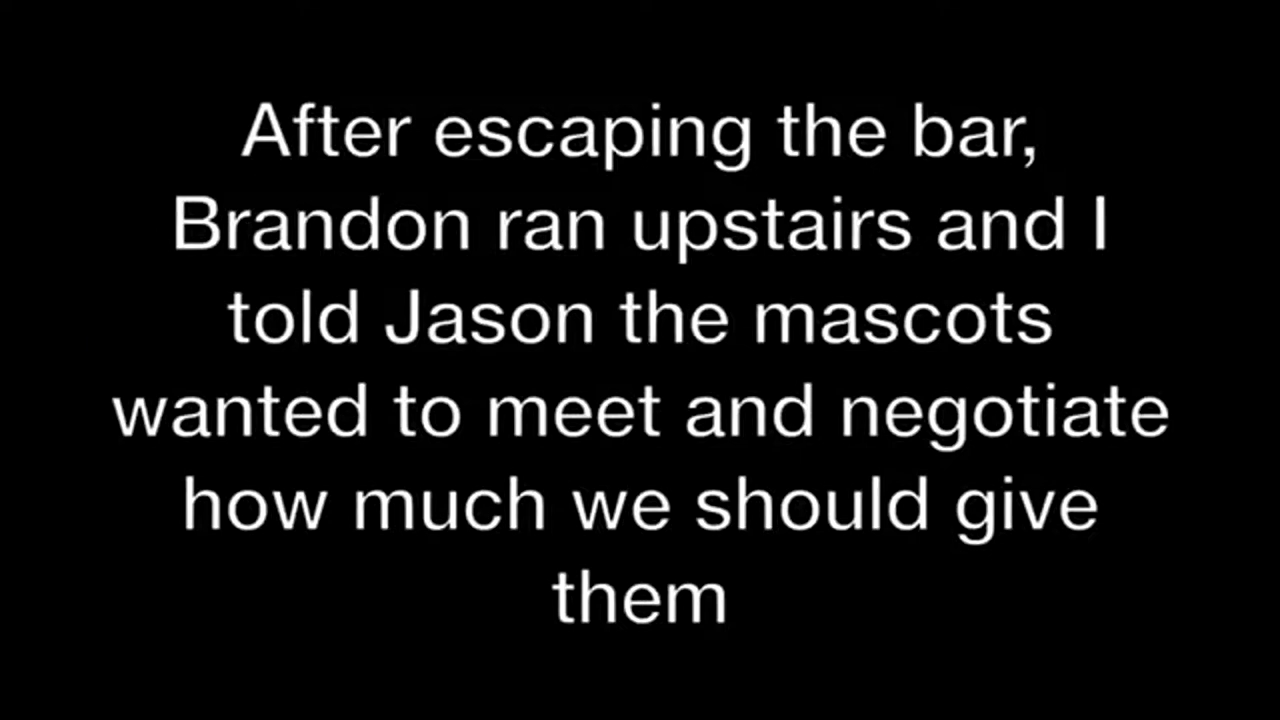 After escaping the bar,
Brandon ran upstairs and I
told Jason the mascots
wanted to meet and negotiate
how much we should give
them